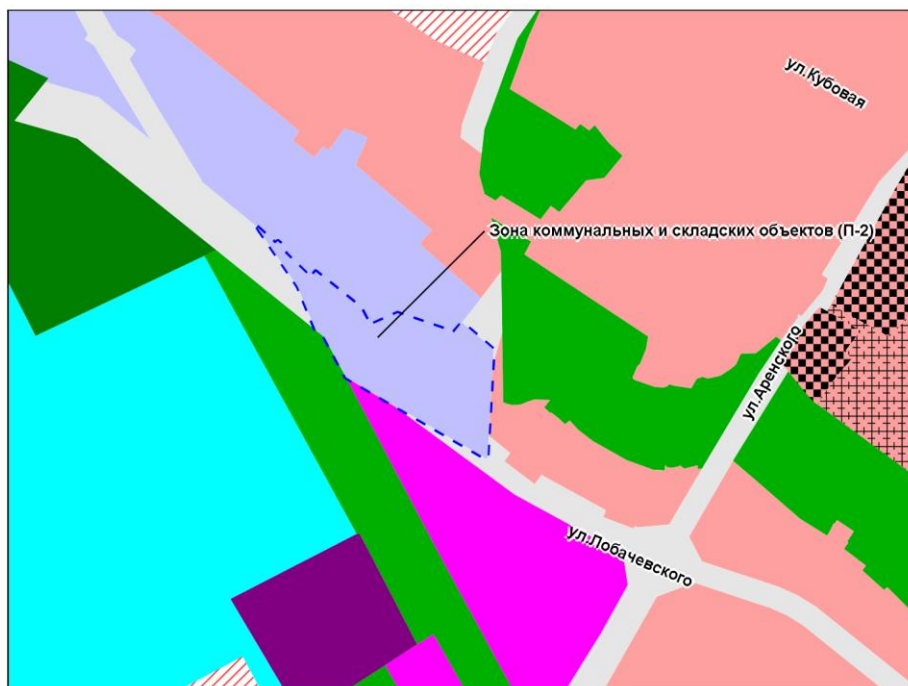 ул.Кубовая
Зона коммунальных и складских объектов (П-2)
ул.Аренского
ул.Лобачевского